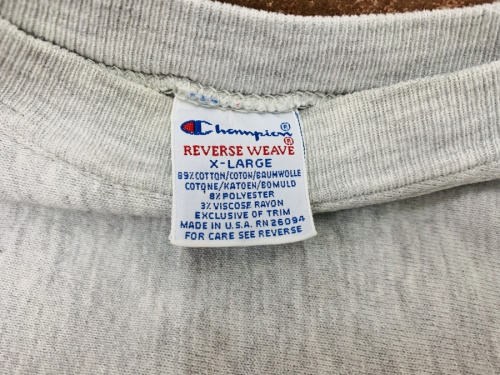 Champion®
REVERSE WEAVE®
X-LARGE
89% COTTON/COTON/BAUMWOLLE
COTONE/KATOEN/BOMULD
8% POLYESTER
3% VISCOSE RAYON
EXCLUSIVE OF TRIM
MADE IN U.S.A. RN 26094
FOR CARE SEE REVERSE